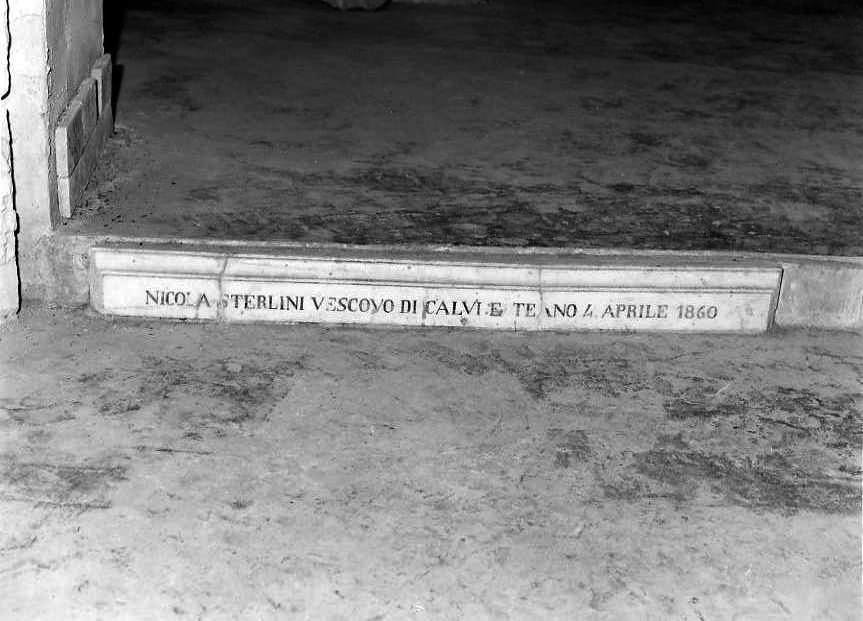 NICOLA STERLINI VESCOVO DI CALVI E TEANO 4 APRILE 1860